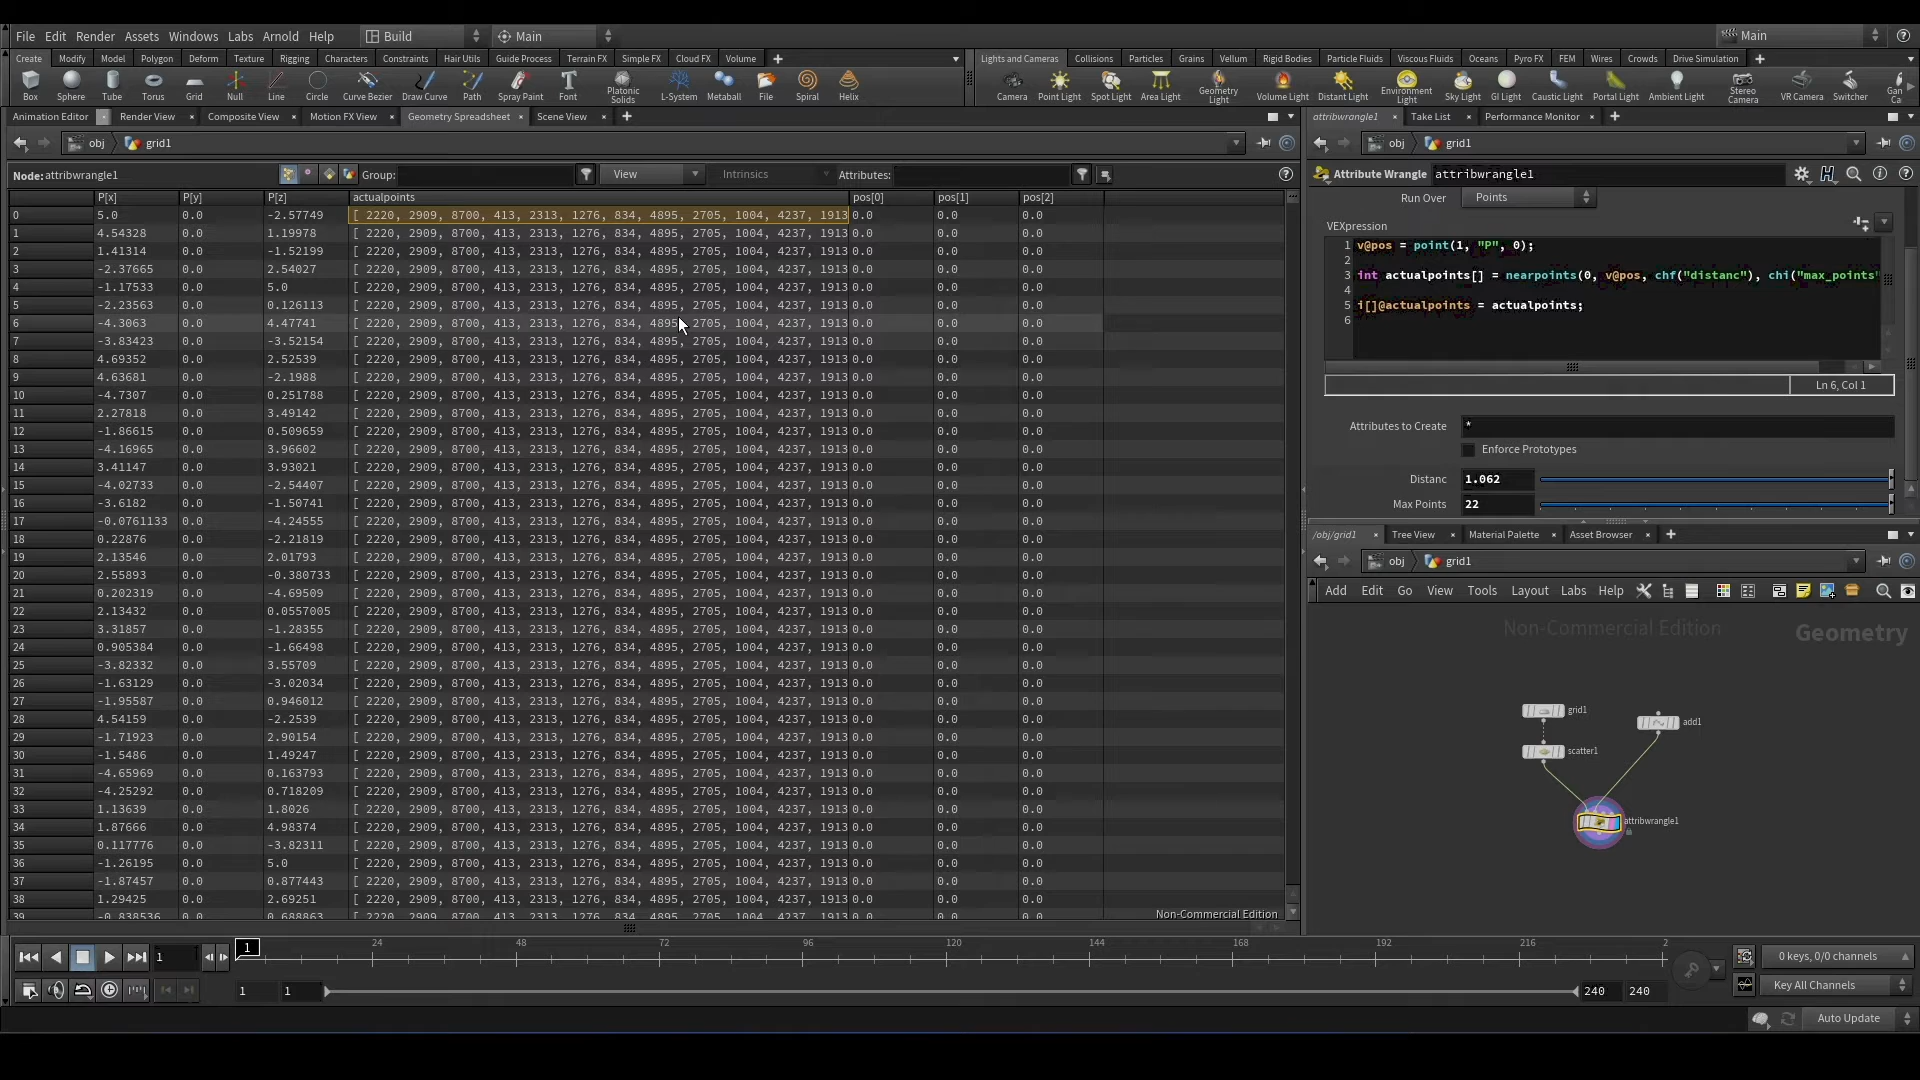 File Edit Render Assets Windows Labs Arnold Help Build Main Main
Create Modify Model Polygon Deform Texture Rigging Characters Constraints Hair Utils Guide Process Terrain FX Simple FX Cloud FX Volume
Lights and Cameras Collisions Particles Grains Vellum Rigid Bodies Particle Fluids Viscous Fluids Oceans Pyro FX FEM Wires Crowds Drive Simulation
Box Sphere Tube Torus Grid Null Line Circle Curve Bezier Draw Curve Path Spray Paint Font Platonic Solids L-System Metaball File Spiral Helix
Camera Point Light Spot Light Area Light Geometry Light Volume Light Distant Light Environment Light Sky Light GI Light Caustic Light Portal Light Ambient Light Stereo Camera VR Camera Switcher
Animation Editor Render View Composite View Motion FX View Geometry Spreadsheet Scene View
obj grid1
Node: attribwrangle1 Group: View Intrinsics Attributes:
P[x] P[y] P[z] actualpoints pos[0] pos[1] pos[2]
0 5.0 0.0 -2.57749 [ 2220, 2909, 8700, 413, 2313, 1276, 834, 4895, 2705, 1004, 4237, 1913 0.0 0.0 0.0
1 4.54328 0.0 1.19978 [ 2220, 2909, 8700, 413, 2313, 1276, 834, 4895, 2705, 1004, 4237, 1913 0.0 0.0 0.0
2 1.41314 0.0 -1.52199 [ 2220, 2909, 8700, 413, 2313, 1276, 834, 4895, 2705, 1004, 4237, 1913 0.0 0.0 0.0
3 -2.37665 0.0 2.54027 [ 2220, 2909, 8700, 413, 2313, 1276, 834, 4895, 2705, 1004, 4237, 1913 0.0 0.0 0.0
4 -1.17533 0.0 5.0 [ 2220, 2909, 8700, 413, 2313, 1276, 834, 4895, 2705, 1004, 4237, 1913 0.0 0.0 0.0
5 -2.23563 0.0 0.126113 [ 2220, 2909, 8700, 413, 2313, 1276, 834, 4895, 2705, 1004, 4237, 1913 0.0 0.0 0.0
6 -4.3063 0.0 4.47741 [ 2220, 2909, 8700, 413, 2313, 1276, 834, 4895, 2705, 1004, 4237, 1913 0.0 0.0 0.0
7 -3.83423 0.0 -3.52154 [ 2220, 2909, 8700, 413, 2313, 1276, 834, 4895, 2705, 1004, 4237, 1913 0.0 0.0 0.0
8 4.69352 0.0 2.52539 [ 2220, 2909, 8700, 413, 2313, 1276, 834, 4895, 2705, 1004, 4237, 1913 0.0 0.0 0.0
9 4.63681 0.0 -2.1988 [ 2220, 2909, 8700, 413, 2313, 1276, 834, 4895, 2705, 1004, 4237, 1913 0.0 0.0 0.0
10 -4.7307 0.0 0.251788 [ 2220, 2909, 8700, 413, 2313, 1276, 834, 4895, 2705, 1004, 4237, 1913 0.0 0.0 0.0
11 2.27818 0.0 3.49142 [ 2220, 2909, 8700, 413, 2313, 1276, 834, 4895, 2705, 1004, 4237, 1913 0.0 0.0 0.0
12 -1.86615 0.0 0.509659 [ 2220, 2909, 8700, 413, 2313, 1276, 834, 4895, 2705, 1004, 4237, 1913 0.0 0.0 0.0
13 -4.16965 0.0 3.96602 [ 2220, 2909, 8700, 413, 2313, 1276, 834, 4895, 2705, 1004, 4237, 1913 0.0 0.0 0.0
14 3.41147 0.0 3.93021 [ 2220, 2909, 8700, 413, 2313, 1276, 834, 4895, 2705, 1004, 4237, 1913 0.0 0.0 0.0
15 -4.02733 0.0 -2.54407 [ 2220, 2909, 8700, 413, 2313, 1276, 834, 4895, 2705, 1004, 4237, 1913 0.0 0.0 0.0
16 -3.6182 0.0 -1.50741 [ 2220, 2909, 8700, 413, 2313, 1276, 834, 4895, 2705, 1004, 4237, 1913 0.0 0.0 0.0
17 -0.0761133 0.0 -4.24555 [ 2220, 2909, 8700, 413, 2313, 1276, 834, 4895, 2705, 1004, 4237, 1913 0.0 0.0 0.0
18 0.22876 0.0 -2.21819 [ 2220, 2909, 8700, 413, 2313, 1276, 834, 4895, 2705, 1004, 4237, 1913 0.0 0.0 0.0
19 2.13546 0.0 2.01793 [ 2220, 2909, 8700, 413, 2313, 1276, 834, 4895, 2705, 1004, 4237, 1913 0.0 0.0 0.0
20 2.55893 0.0 -0.380733 [ 2220, 2909, 8700, 413, 2313, 1276, 834, 4895, 2705, 1004, 4237, 1913 0.0 0.0 0.0
21 0.202319 0.0 -4.69509 [ 2220, 2909, 8700, 413, 2313, 1276, 834, 4895, 2705, 1004, 4237, 1913 0.0 0.0 0.0
22 2.13432 0.0 0.0557005 [ 2220, 2909, 8700, 413, 2313, 1276, 834, 4895, 2705, 1004, 4237, 1913 0.0 0.0 0.0
23 3.31857 0.0 -1.28355 [ 2220, 2909, 8700, 413, 2313, 1276, 834, 4895, 2705, 1004, 4237, 1913 0.0 0.0 0.0
24 0.905384 0.0 -1.66498 [ 2220, 2909, 8700, 413, 2313, 1276, 834, 4895, 2705, 1004, 4237, 1913 0.0 0.0 0.0
25 -3.82332 0.0 3.55709 [ 2220, 2909, 8700, 413, 2313, 1276, 834, 4895, 2705, 1004, 4237, 1913 0.0 0.0 0.0
26 -1.63129 0.0 -3.02034 [ 2220, 2909, 8700, 413, 2313, 1276, 834, 4895, 2705, 1004, 4237, 1913 0.0 0.0 0.0
27 -1.95587 0.0 0.946012 [ 2220, 2909, 8700, 413, 2313, 1276, 834, 4895, 2705, 1004, 4237, 1913 0.0 0.0 0.0
28 4.54159 0.0 -2.2539 [ 2220, 2909, 8700, 413, 2313, 1276, 834, 4895, 2705, 1004, 4237, 1913 0.0 0.0 0.0
29 -1.71923 0.0 2.90154 [ 2220, 2909, 8700, 413, 2313, 1276, 834, 4895, 2705, 1004, 4237, 1913 0.0 0.0 0.0
30 -1.5486 0.0 1.49247 [ 2220, 2909, 8700, 413, 2313, 1276, 834, 4895, 2705, 1004, 4237, 1913 0.0 0.0 0.0
31 -4.65969 0.0 0.163793 [ 2220, 2909, 8700, 413, 2313, 1276, 834, 4895, 2705, 1004, 4237, 1913 0.0 0.0 0.0
32 -4.25292 0.0 0.718209 [ 2220, 2909, 8700, 413, 2313, 1276, 834, 4895, 2705, 1004, 4237, 1913 0.0 0.0 0.0
33 1.13639 0.0 1.8026 [ 2220, 2909, 8700, 413, 2313, 1276, 834, 4895, 2705, 1004, 4237, 1913 0.0 0.0 0.0
34 1.87666 0.0 4.98374 [ 2220, 2909, 8700, 413, 2313, 1276, 834, 4895, 2705, 1004, 4237, 1913 0.0 0.0 0.0
35 0.117776 0.0 -3.82311 [ 2220, 2909, 8700, 413, 2313, 1276, 834, 4895, 2705, 1004, 4237, 1913 0.0 0.0 0.0
36 -1.26195 0.0 5.0 [ 2220, 2909, 8700, 413, 2313, 1276, 834, 4895, 2705, 1004, 4237, 1913 0.0 0.0 0.0
37 -1.87457 0.0 0.877443 [ 2220, 2909, 8700, 413, 2313, 1276, 834, 4895, 2705, 1004, 4237, 1913 0.0 0.0 0.0
38 1.29425 0.0 2.69251 [ 2220, 2909, 8700, 413, 2313, 1276, 834, 4895, 2705, 1004, 4237, 1913 0.0 0.0 0.0
39 -0.838536 0.0 0.688863 [ 2220, 2909, 8700, 413, 2313, 1276, 834, 4895, 2705, 1004, 4237, 1913 0.0 0.0 0.0
Non-Commercial Edition
attribwrangle1 Take List Performance Monitor
obj grid1
Attribute Wrangle attribwrangle1
Run Over Points
VEXpression
1 v@pos = point(1, "P", 0);
2
3 int actualpoints[] = nearpoints(0, v@pos, chf("distanc"), chi("max_points"
4
5 i[]@actualpoints = actualpoints;
6
Ln 6, Col 1
Attributes to Create *
Enforce Prototypes
Distanc 1.062
Max Points 22
/obj/grid1 Tree View Material Palette Asset Browser
obj grid1
Add Edit Go View Tools Layout Labs Help
Non-Commercial Edition Geometry
grid1
add1
scatter1
attribwrangle1
1 1 24 48 72 96 120 144 168 192 216 2
0 keys, 0/0 channels
1 1 240 240
Key All Channels
Auto Update